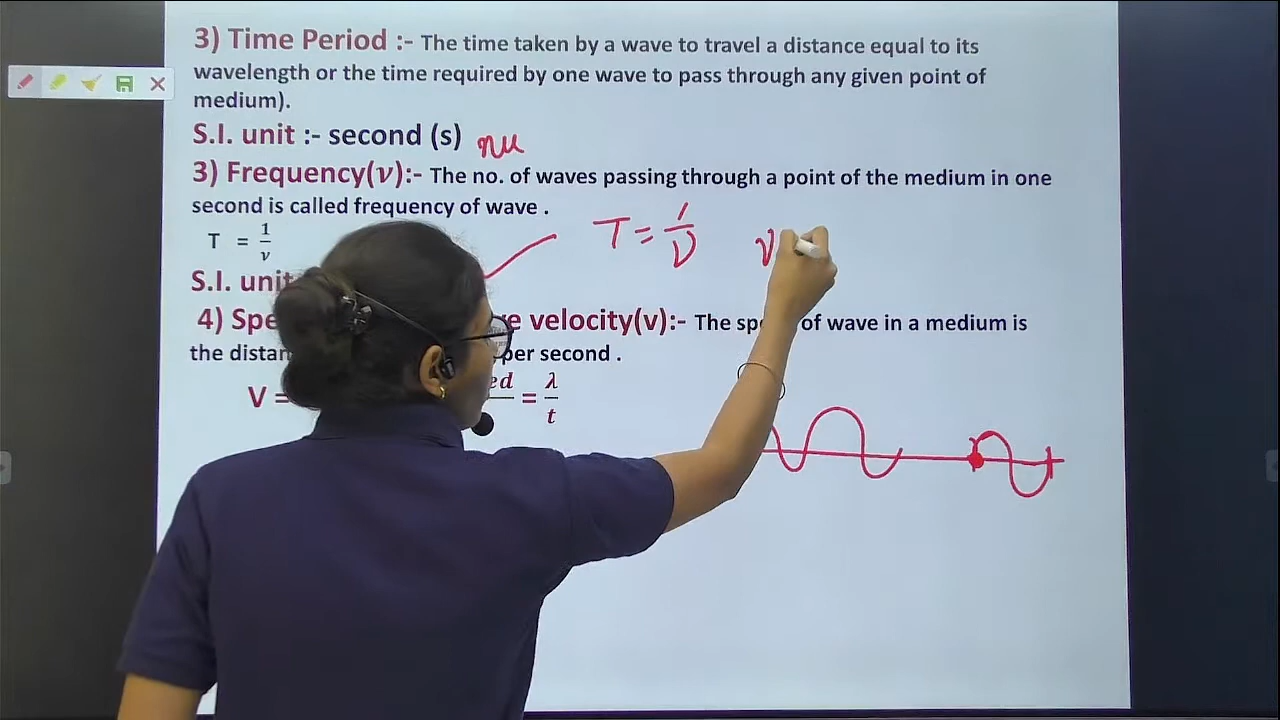 3) Time Period :- The time taken by a wave to travel a distance equal to its
wavelength or the time required by one wave to pass through any given point of
medium).
S.I. unit :- second (s) nu
3) Frequency(ν):- The no. of waves passing through a point of the medium in one
second is called frequency of wave .
T = 1/ν T = 1/ν ν
S.I. unit
4) Spe e velocity(v):- The sp of wave in a medium is
the distan per second .
V = ed = λ/t